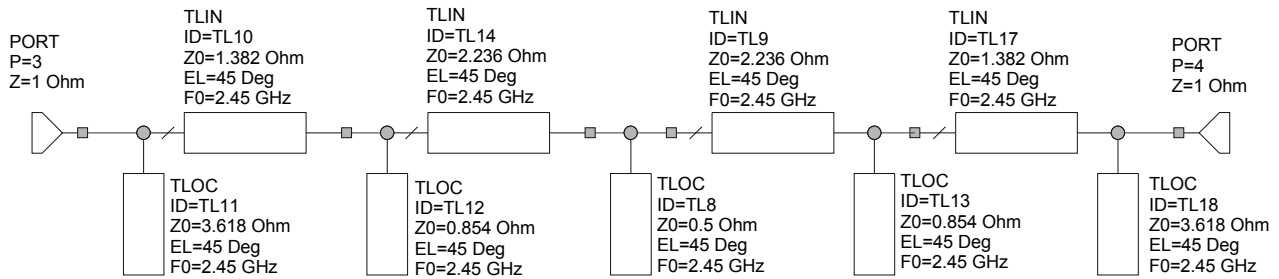 PORT
P=3
Z=1 Ohm
TLIN
ID=TL10
Z0=1.382 Ohm
EL=45 Deg
F0=2.45 GHz
TLIN
ID=TL14
Z0=2.236 Ohm
EL=45 Deg
F0=2.45 GHz
TLIN
ID=TL9
Z0=2.236 Ohm
EL=45 Deg
F0=2.45 GHz
TLIN
ID=TL17
Z0=1.382 Ohm
EL=45 Deg
F0=2.45 GHz
PORT
P=4
Z=1 Ohm
TLOC
ID=TL11
Z0=3.618 Ohm
EL=45 Deg
F0=2.45 GHz
TLOC
ID=TL12
Z0=0.854 Ohm
EL=45 Deg
F0=2.45 GHz
TLOC
ID=TL8
Z0=0.5 Ohm
EL=45 Deg
F0=2.45 GHz
TLOC
ID=TL13
Z0=0.854 Ohm
EL=45 Deg
F0=2.45 GHz
TLOC
ID=TL18
Z0=3.618 Ohm
EL=45 Deg
F0=2.45 GHz